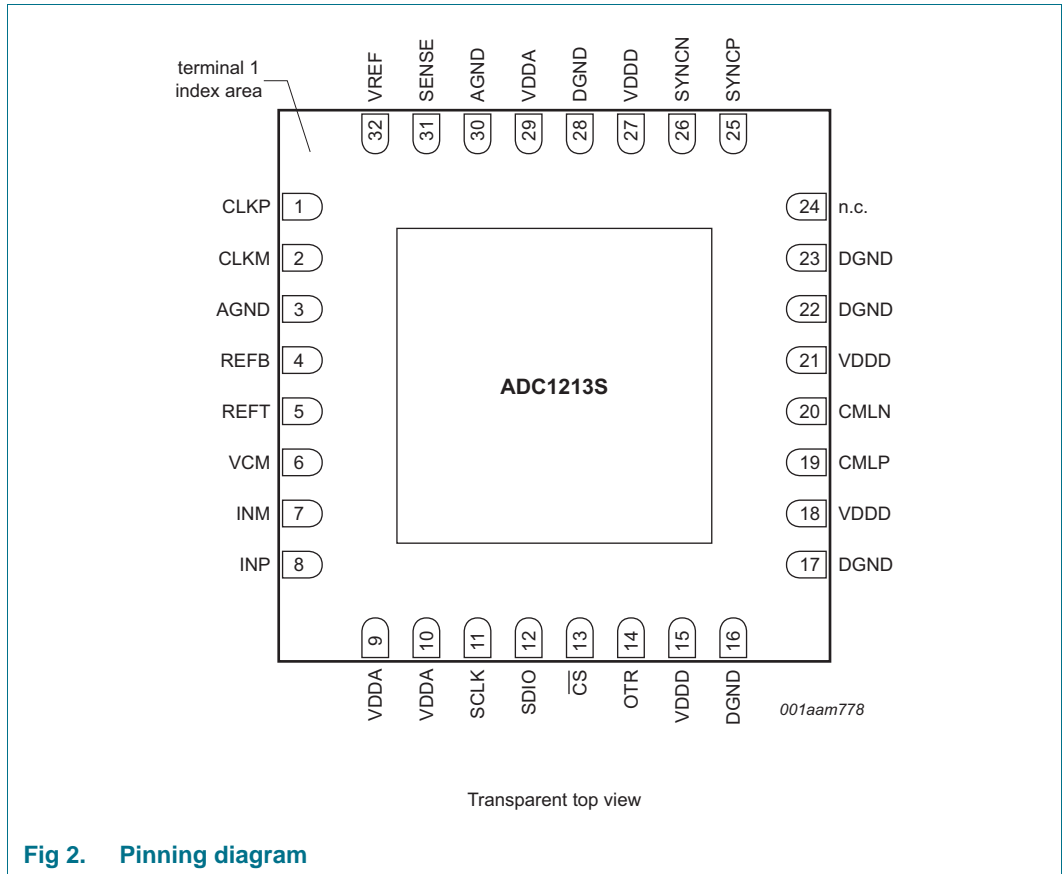 terminal 1
index area
VREF
SENSE
AGND
VDDA
DGND
VDDD
SYNCN
SYNCP
32
31
30
29
28
27
26
25
CLKP 1
CLKM 2
AGND 3
REFB 4
REFT 5
VCM 6
INM 7
INP 8
ADC1213S
24 n.c.
23 DGND
22 DGND
21 VDDD
20 CMLN
19 CMLP
18 VDDD
17 DGND
9
10
11
12
13
14
15
16
VDDA
VDDA
SCLK
SDIO
C̅S̅
OTR
VDDD
DGND
001aam778
Transparent top view
Fig 2. Pinning diagram